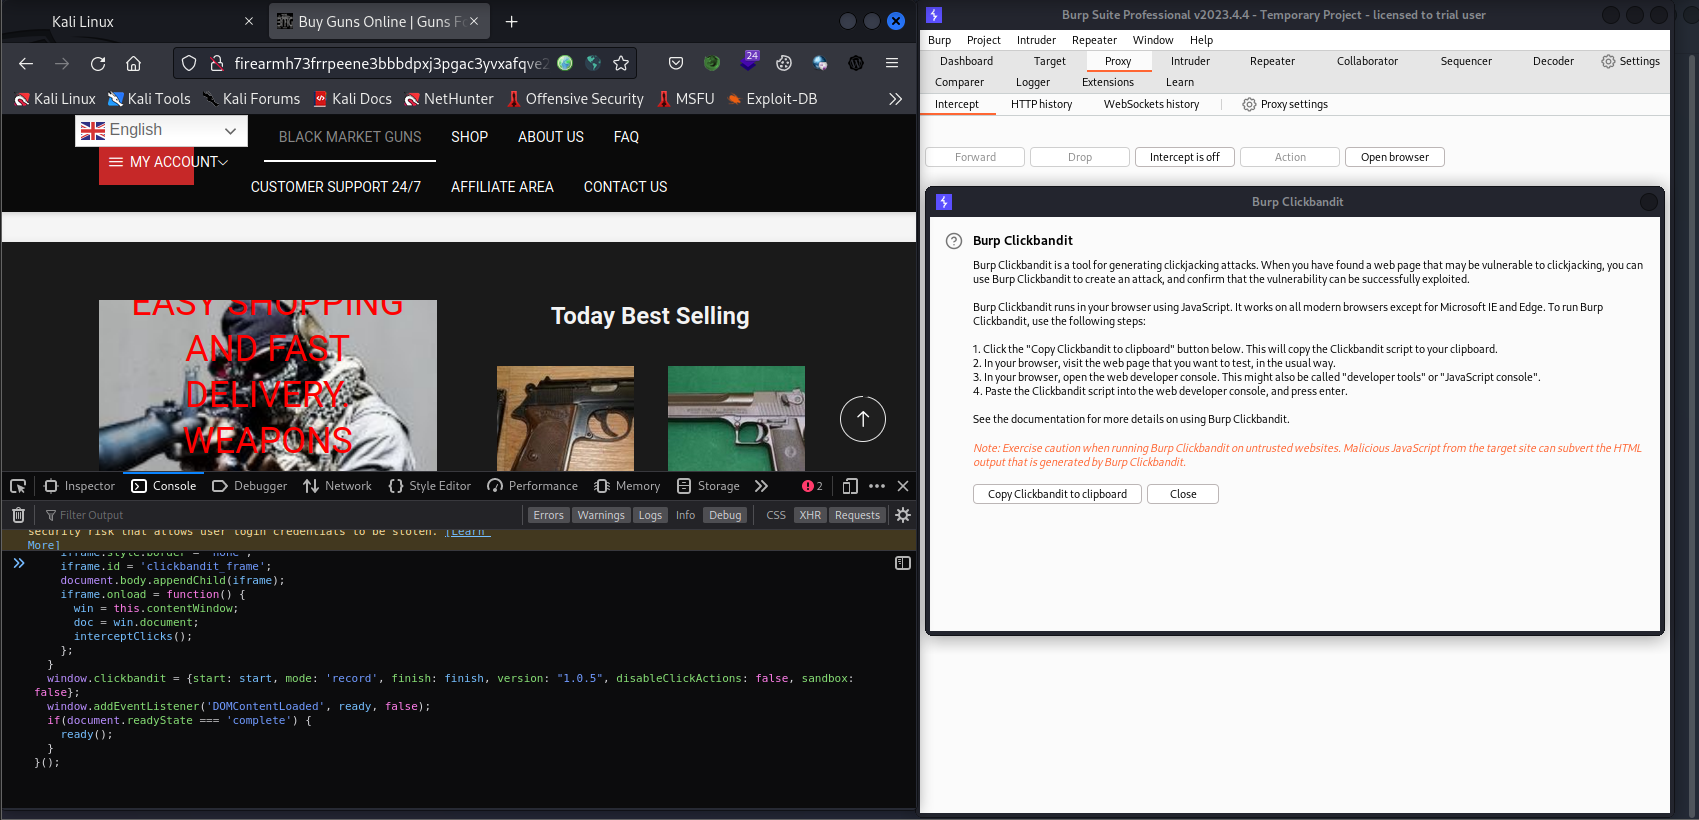 Kali Linux
Buy Guns Online | Guns Fo
firearmh73frrpeene3bbbdpxj3pgac3yvxafqve2
24
Kali Linux
Kali Tools
Kali Forums
Kali Docs
NetHunter
Offensive Security
MSFU
Exploit-DB
English
BLACK MARKET GUNS
SHOP
ABOUT US
FAQ
MY ACCOUNT
CUSTOMER SUPPORT 24/7
AFFILIATE AREA
CONTACT US
EASY SHOPPING
AND FAST
DELIVERY.
WEAPONS
Today Best Selling
Inspector
Console
Debugger
Network
Style Editor
Performance
Memory
Storage
2
Filter Output
Errors
Warnings
Logs
Info
Debug
CSS
XHR
Requests
security risk that allows user login credentials to be stolen. [Learn
More]
iframe.style.border = 'none';
iframe.id = 'clickbandit_frame';
document.body.appendChild(iframe);
iframe.onload = function() {
win = this.contentWindow;
doc = win.document;
interceptClicks();
};
}
window.clickbandit = {start: start, mode: 'record', finish: finish, version: "1.0.5", disableClickActions: false, sandbox:
false};
window.addEventListener('DOMContentLoaded', ready, false);
if(document.readyState === 'complete') {
ready();
}
}();
Burp Suite Professional v2023.4.4 - Temporary Project - licensed to trial user
Burp
Project
Intruder
Repeater
Window
Help
Dashboard
Target
Proxy
Intruder
Repeater
Collaborator
Sequencer
Decoder
Settings
Comparer
Logger
Extensions
Learn
Intercept
HTTP history
WebSockets history
Proxy settings
Forward
Drop
Intercept is off
Action
Open browser
Burp Clickbandit
Burp Clickbandit
Burp Clickbandit is a tool for generating clickjacking attacks. When you have found a web page that may be vulnerable to clickjacking, you can
use Burp Clickbandit to create an attack, and confirm that the vulnerability can be successfully exploited.
Burp Clickbandit runs in your browser using JavaScript. It works on all modern browsers except for Microsoft IE and Edge. To run Burp
Clickbandit, use the following steps:
1. Click the "Copy Clickbandit to clipboard" button below. This will copy the Clickbandit script to your clipboard.
2. In your browser, visit the web page that you want to test, in the usual way.
3. In your browser, open the web developer console. This might also be called "developer tools" or "JavaScript console".
4. Paste the Clickbandit script into the web developer console, and press enter.
See the documentation for more details on using Burp Clickbandit.
Note: Exercise caution when running Burp Clickbandit on untrusted websites. Malicious JavaScript from the target site can subvert the HTML
output that is generated by Burp Clickbandit.
Copy Clickbandit to clipboard
Close